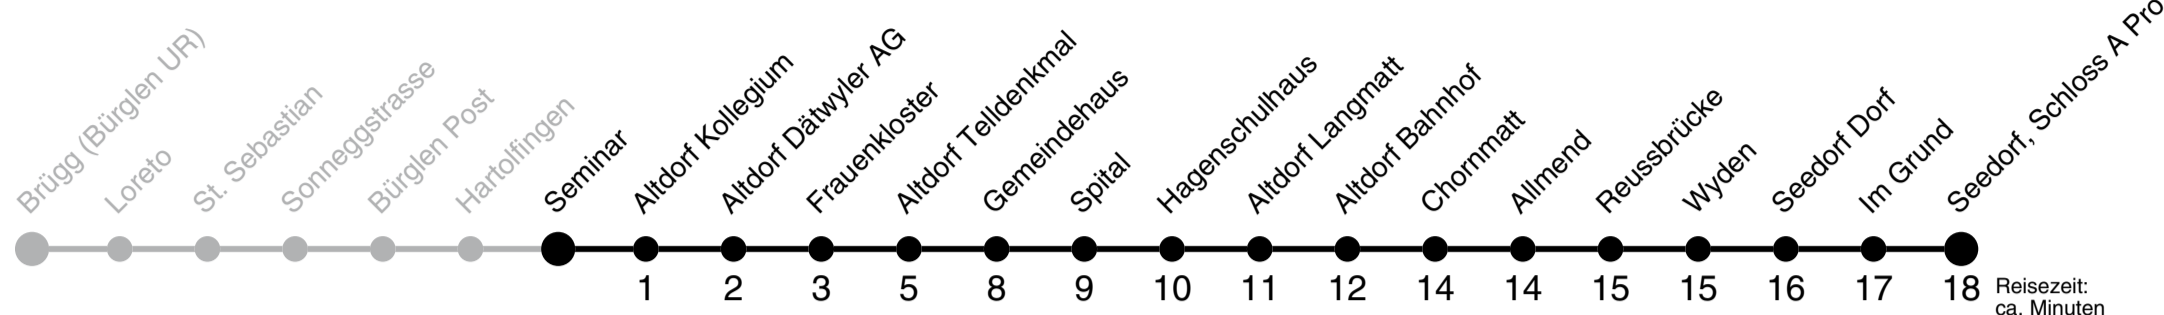 Brügg (Bürglen UR)
Loreto
St. Sebastian
Sonneggstrasse
Bürglen Post
Hartolfingen
Seminar
Altdorf Kollegium
Altdorf Dätwyler AG
Frauenkloster
Altdorf Telldenkmal
Gemeindehaus
Spital
Hagenschulhaus
Altdorf Langmatt
Altdorf Bahnhof
Chornmatt
Allmend
Reussbrücke
Wyden
Seedorf Dorf
Im Grund
Seedorf, Schloss A Pro
1 2 3 5 8 9 10 11 12 14 14 15 15 16 17 18
Reisezeit:
ca. Minuten